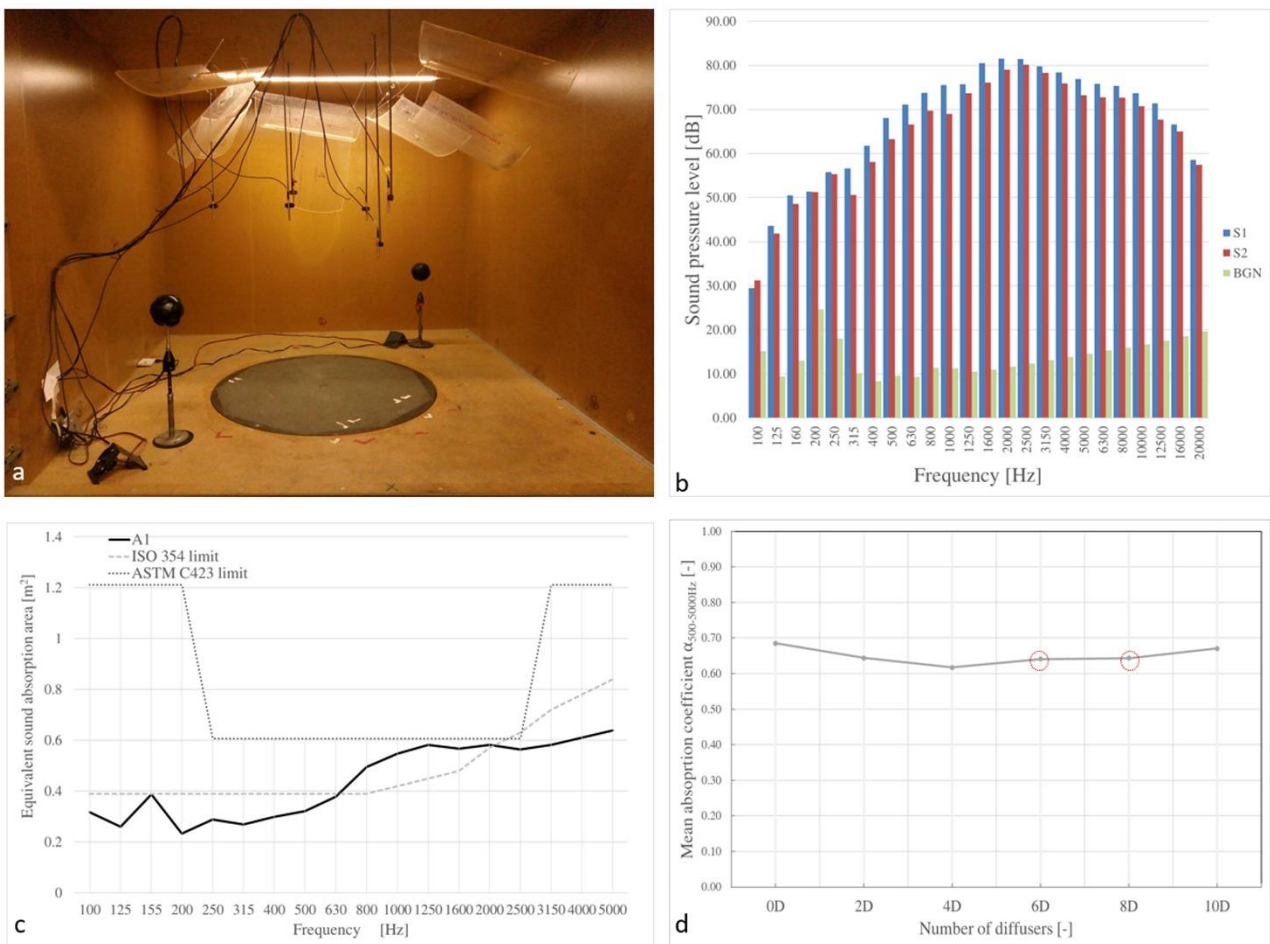 a
90.00
80.00
70.00
60.00
50.00
40.00
30.00
20.00
10.00
0.00
Sound pressure level [dB]
100 125 160 200 250 315 400 500 630 800 1000 1250 1600 2000 2500 3150 4000 5000 6300 8000 10000 12500 16000 20000
Frequency [Hz]
S1
S2
BGN
b
1.4
1.2
1
0.8
0.6
0.4
0.2
0
Equivalent sound absorption area [m²]
A1
ISO 354 limit
ASTM C423 limit
100 125 155 200 250 315 400 500 630 800 1000 1250 1600 2000 2500 3150 4000 5000
Frequency [Hz]
c
1.00
0.90
0.80
0.70
0.60
0.50
0.40
0.30
0.20
0.10
0.00
Mean absoprtion coefficient α500-5000Hz [-]
0D 2D 4D 6D 8D 10D
Number of diffusers [-]
d